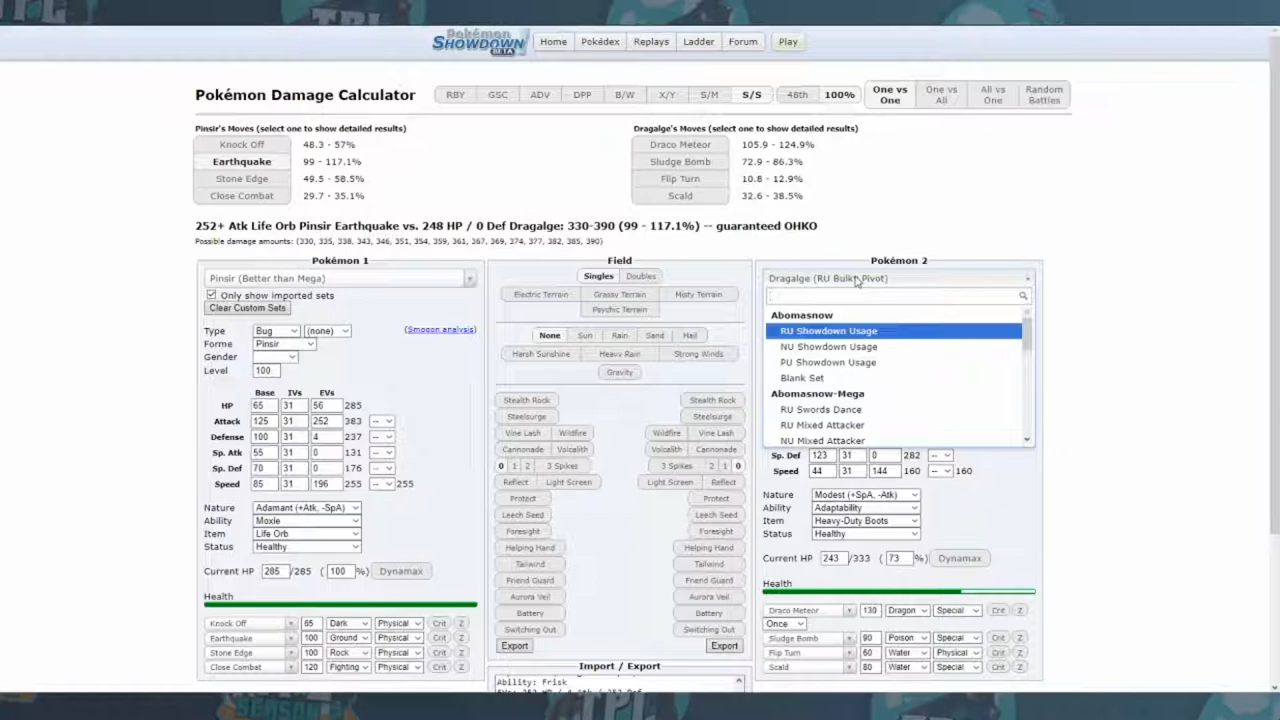 TPL
Pokémon
SHOWDOWN
BETA
Home Pokédex Replays Ladder Forum Play
Pokémon Damage Calculator RBY GSC ADV DPP B/W X/Y S/M S/S 48th 100% One vs One One vs All All vs One Random Battles
Pinsir's Moves (select one to show detailed results) Dragalge's Moves (select one to show detailed results)
Knock Off 48.3 - 57% Draco Meteor 105.9 - 124.9%
Earthquake 99 - 117.1% Sludge Bomb 72.9 - 86.3%
Stone Edge 49.5 - 58.5% Flip Turn 10.8 - 12.9%
Close Combat 29.7 - 35.1% Scald 32.6 - 38.5%
252+ Atk Life Orb Pinsir Earthquake vs. 248 HP / 0 Def Dragalge: 330-390 (99 - 117.1%) -- guaranteed OHKO
Possible damage amounts: (330, 335, 338, 343, 346, 351, 354, 359, 361, 367, 369, 374, 377, 382, 385, 390)
Pokémon 1
Pinsir (Better than Mega)
Only show imported sets
Clear Custom Sets
Type Bug (none) (Smogon analysis)
Forme Pinsir
Gender
Level 100
Base IVs EVs
HP 65 31 56 285
Attack 125 31 252 383 --
Defense 100 31 4 237 --
Sp. Atk 55 31 0 131 --
Sp. Def 70 31 0 176 --
Speed 85 31 196 255 -- 255
Nature Adamant (+Atk, -SpA)
Ability Moxie
Item Life Orb
Status Healthy
Current HP 285 /285 ( 100 %) Dynamax
Health
Knock Off 65 Dark Physical Crit Z
Earthquake 100 Ground Physical Crit Z
Stone Edge 100 Rock Physical Crit Z
Close Combat 120 Fighting Physical Crit Z
Field
Singles Doubles
Electric Terrain Grassy Terrain Misty Terrain
Psychic Terrain
None Sun Rain Sand Hail
Harsh Sunshine Heavy Rain Strong Winds
Gravity
Stealth Rock Stealth Rock
Steelsurge Steelsurge
Vine Lash Wildfire Wildfire Vine Lash
Cannonade Volcalith Volcalith Cannonade
0 1 2 3 Spikes 3 Spikes 2 1 0
Reflect Light Screen Light Screen Reflect
Protect Protect
Leech Seed Leech Seed
Foresight Foresight
Helping Hand Helping Hand
Tailwind Tailwind
Friend Guard Friend Guard
Aurora Veil Aurora Veil
Battery Battery
Switching Out Switching Out
Export Export
Import / Export
Ability: Frisk
Pokémon 2
Dragalge (RU Bulky Pivot)
Abomasnow
RU Showdown Usage
NU Showdown Usage
PU Showdown Usage
Blank Set
Abomasnow-Mega
RU Swords Dance
RU Mixed Attacker
NU Mixed Attacker
Sp. Def 123 31 0 282 --
Speed 44 31 144 160 -- 160
Nature Modest (+SpA, -Atk)
Ability Adaptability
Item Heavy-Duty Boots
Status Healthy
Current HP 243 /333 ( 73 %) Dynamax
Health
Draco Meteor 130 Dragon Special Crit Z
Once
Sludge Bomb 90 Poison Special Crit Z
Flip Turn 60 Water Physical Crit Z
Scald 80 Water Special Crit Z
SEASON
TPL